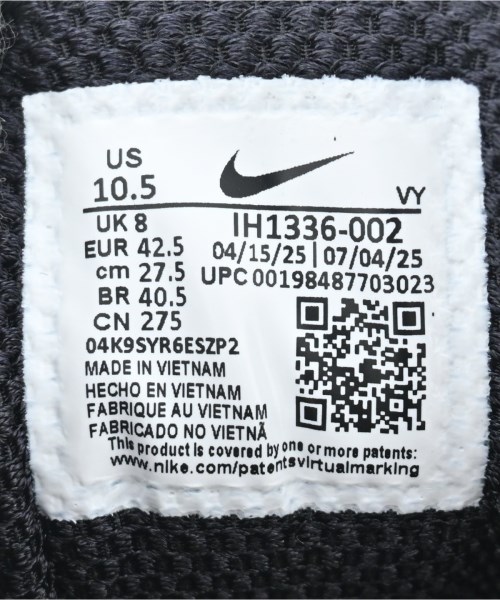 US
10.5
VY
UK 8
EUR 42.5
cm 27.5
BR 40.5
CN 275
IH1336-002
04/15/25 | 07/04/25
UPC 00198487703023
04K9SYR6ESZP2
MADE IN VIETNAM
HECHO EN VIETNAM
FABRIQUE AU VIETNAM
FABRICADO NO VIETNÃ
This product is covered by one or more patents:
www.nike.com/patentsvirtualmarking